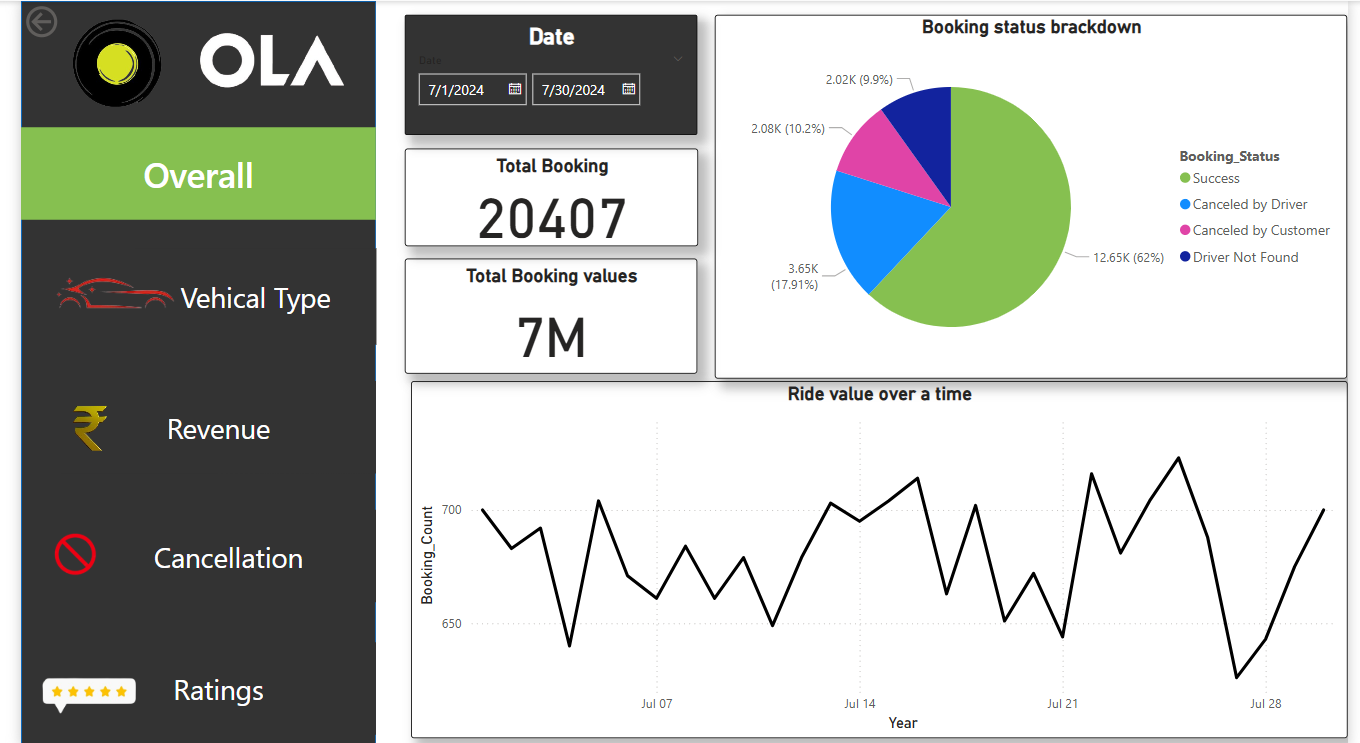 OLA
Overall
Vehical Type
Revenue
Cancellation
Ratings
Date
Date
7/1/2024
7/30/2024
Total Booking
20407
Total Booking values
7M
Booking status brackdown
2.02K (9.9%)
2.08K (10.2%)
3.65K
(17.91%)
12.65K (62%)
Booking_Status
Success
Canceled by Driver
Canceled by Customer
Driver Not Found
Ride value over a time
Booking_Count
700
650
Jul 07
Jul 14
Jul 21
Jul 28
Year